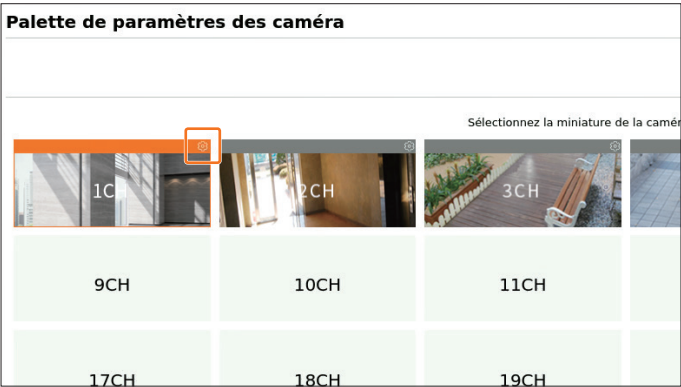 Palette de paramètres des caméra
Sélectionnez la miniature de la camér
1CH 2CH 3CH
9CH 10CH 11CH
17CH 18CH 19CH